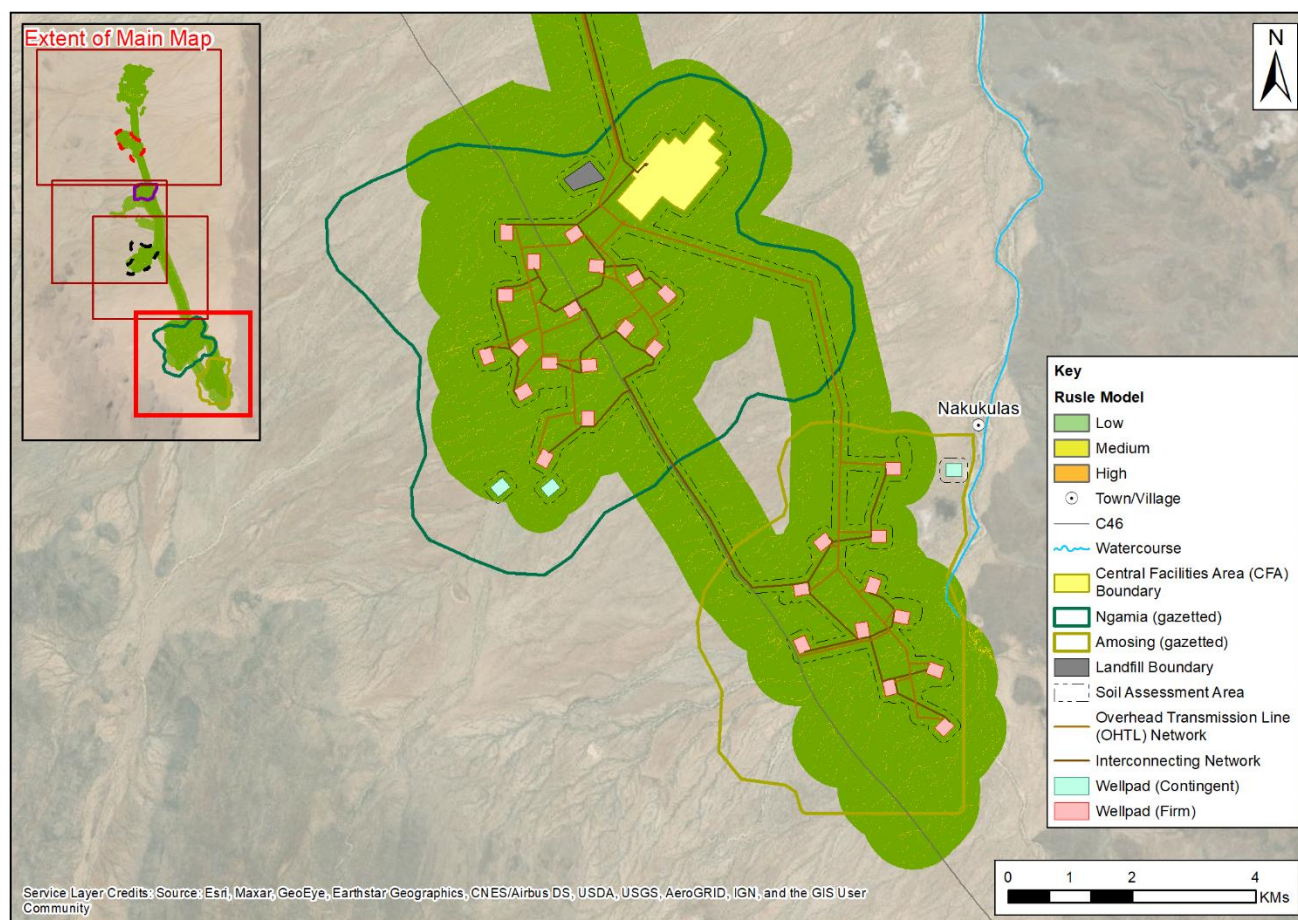 Extent of Main Map
N
Nakukulas
Key
Rusle Model
Low
Medium
High
Town/Village
C46
Watercourse
Central Facilities Area (CFA)
Boundary
Ngamia (gazetted)
Amosing (gazetted)
Landfill Boundary
Soil Assessment Area
Overhead Transmission Line
(OHTL) Network
Interconnecting Network
Wellpad (Contingent)
Wellpad (Firm)
0 1 2 4
KMs
Service Layer Credits: Source: Esri, Maxar, GeoEye, Earthstar Geographics, CNES/Airbus DS, USDA, USGS, AeroGRID, IGN, and the GIS User
Community